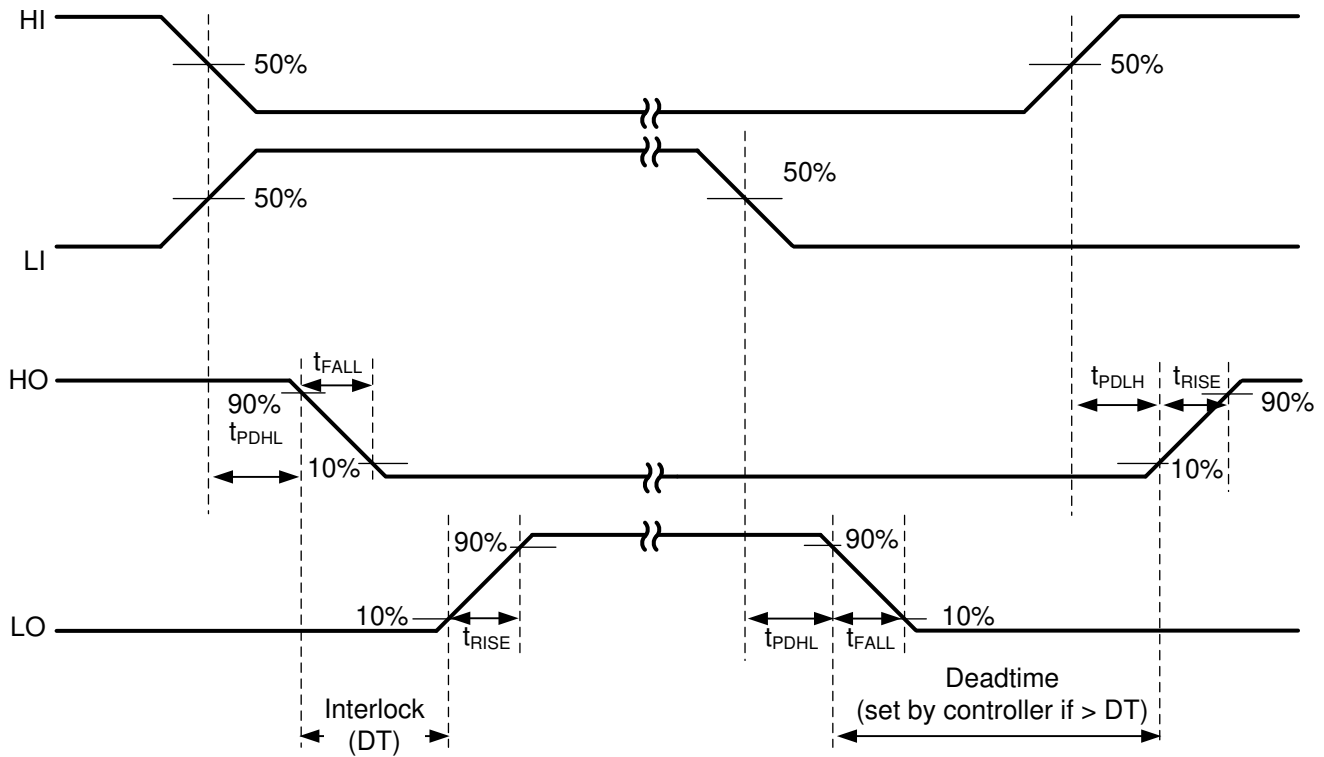 HI
50%
50%
50%
50%
LI
HO
tFALL
90%
tPDHL
10%
tPDLH
tRISE
90%
10%
90%
90%
10%
10%
LO
tRISE
tPDHL
tFALL
Interlock
(DT)
Deadtime
(set by controller if > DT)